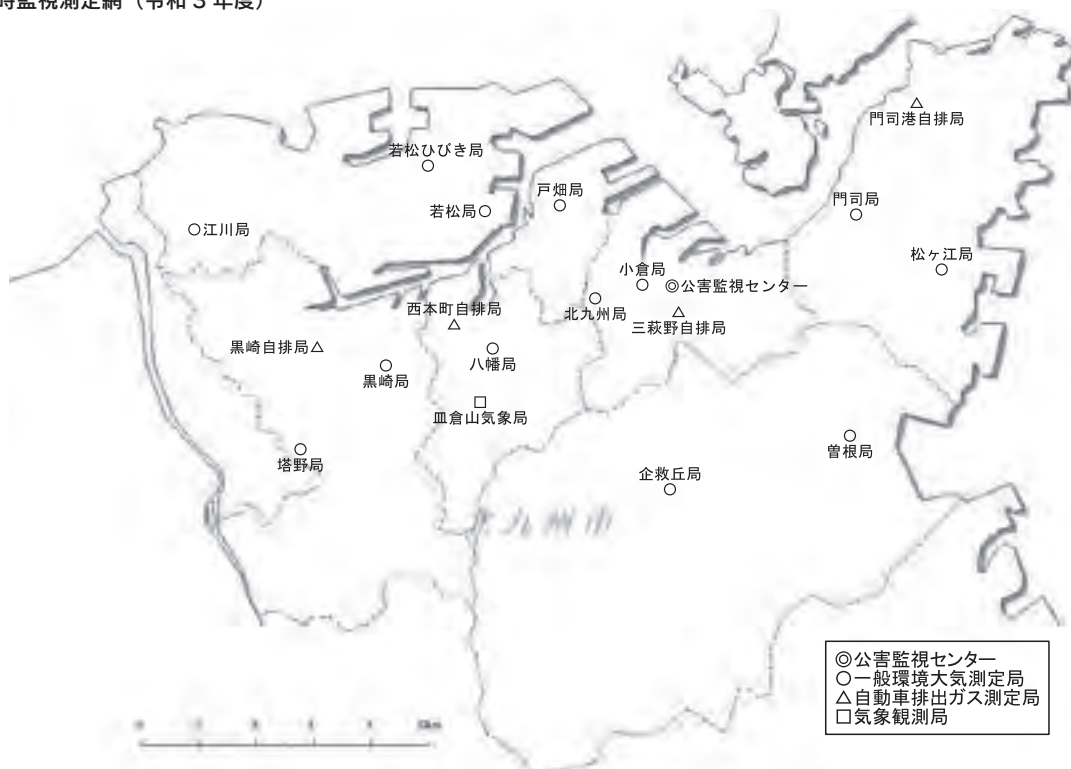 時監視測定網（令和3年度）
門司港自排局
若松ひびき局
戸畑局
門司局
若松局
江川局
松ヶ江局
小倉局
公害監視センター
西本町自排局
北九州局
三萩野自排局
黒崎自排局
八幡局
黒崎局
皿倉山気象局
曽根局
塔野局
企救丘局
九州市
◎公害監視センター
○一般環境大気測定局
△自動車排出ガス測定局
□気象観測局